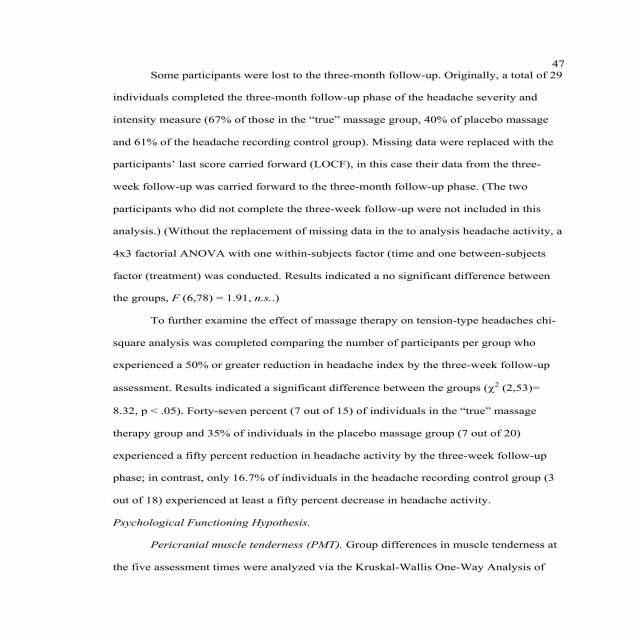 47
Some participants were lost to the three-month follow-up. Originally, a total of 29
individuals completed the three-month follow-up phase of the headache severity and
intensity measure (67% of those in the “true” massage group, 40% of placebo massage
and 61% of the headache recording control group). Missing data were replaced with the
participants’ last score carried forward (LOCF), in this case their data from the three-
week follow-up was carried forward to the three-month follow-up phase. (The two
participants who did not complete the three-week follow-up were not included in this
analysis.) (Without the replacement of missing data in the to analysis headache activity, a
4x3 factorial ANOVA with one within-subjects factor (time and one between-subjects
factor (treatment) was conducted. Results indicated a no significant difference between
the groups, F (6,78) = 1.91, n.s..)
To further examine the effect of massage therapy on tension-type headaches chi-
square analysis was completed comparing the number of participants per group who
experienced a 50% or greater reduction in headache index by the three-week follow-up
assessment. Results indicated a significant difference between the groups (χ² (2,53)=
8.32, p < .05). Forty-seven percent (7 out of 15) of individuals in the “true” massage
therapy group and 35% of individuals in the placebo massage group (7 out of 20)
experienced a fifty percent reduction in headache activity by the three-week follow-up
phase; in contrast, only 16.7% of individuals in the headache recording control group (3
out of 18) experienced at least a fifty percent decrease in headache activity.
Psychological Functioning Hypothesis.
Pericranial muscle tenderness (PMT). Group differences in muscle tenderness at
the five assessment times were analyzed via the Kruskal-Wallis One-Way Analysis of